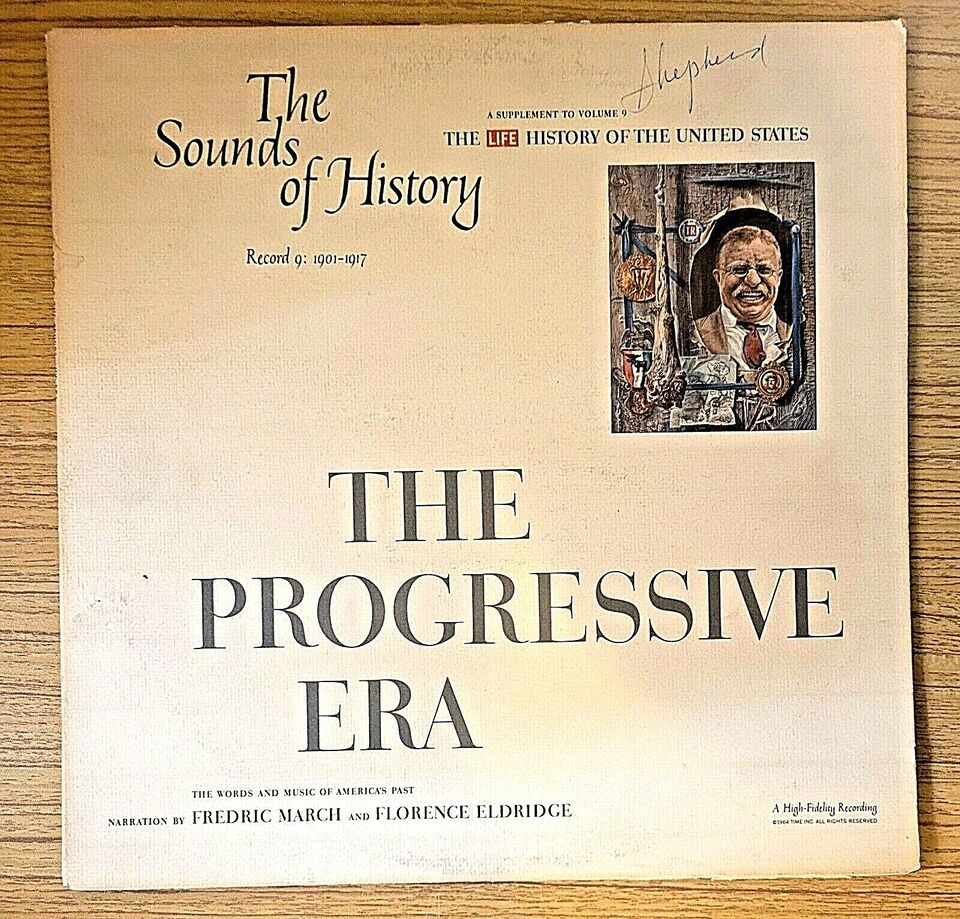 Shepherd
The
Sounds
of History
Record 9: 1901-1917
A SUPPLEMENT TO VOLUME 9
THE LIFE HISTORY OF THE UNITED STATES
TR
THE
PROGRESSIVE
ERA
THE WORDS AND MUSIC OF AMERICA'S PAST
NARRATION BY FREDRIC MARCH AND FLORENCE ELDRIDGE
A High-Fidelity Recording
©1964 TIME INC. ALL RIGHTS RESERVED